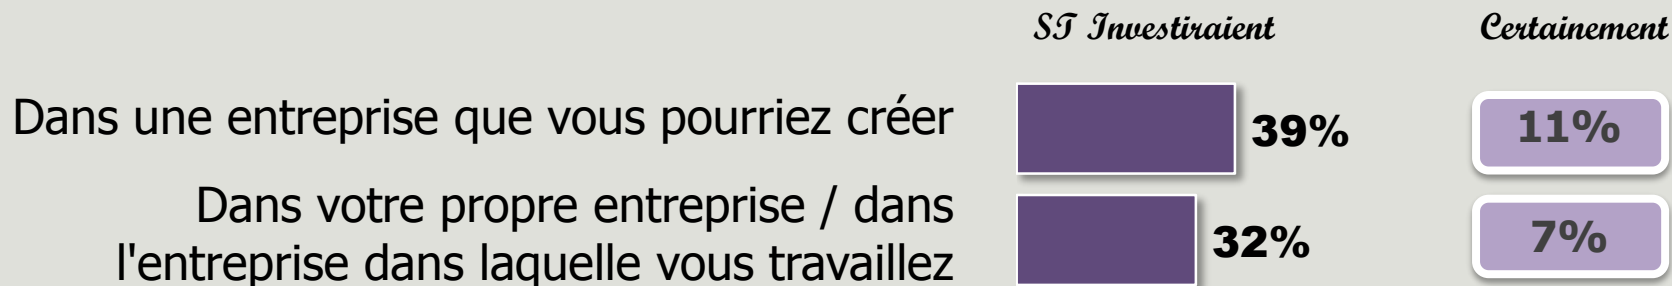 ST Investiraient Certainement
Dans une entreprise que vous pourriez créer 39% 11%
Dans votre propre entreprise / dans
l'entreprise dans laquelle vous travaillez 32% 7%